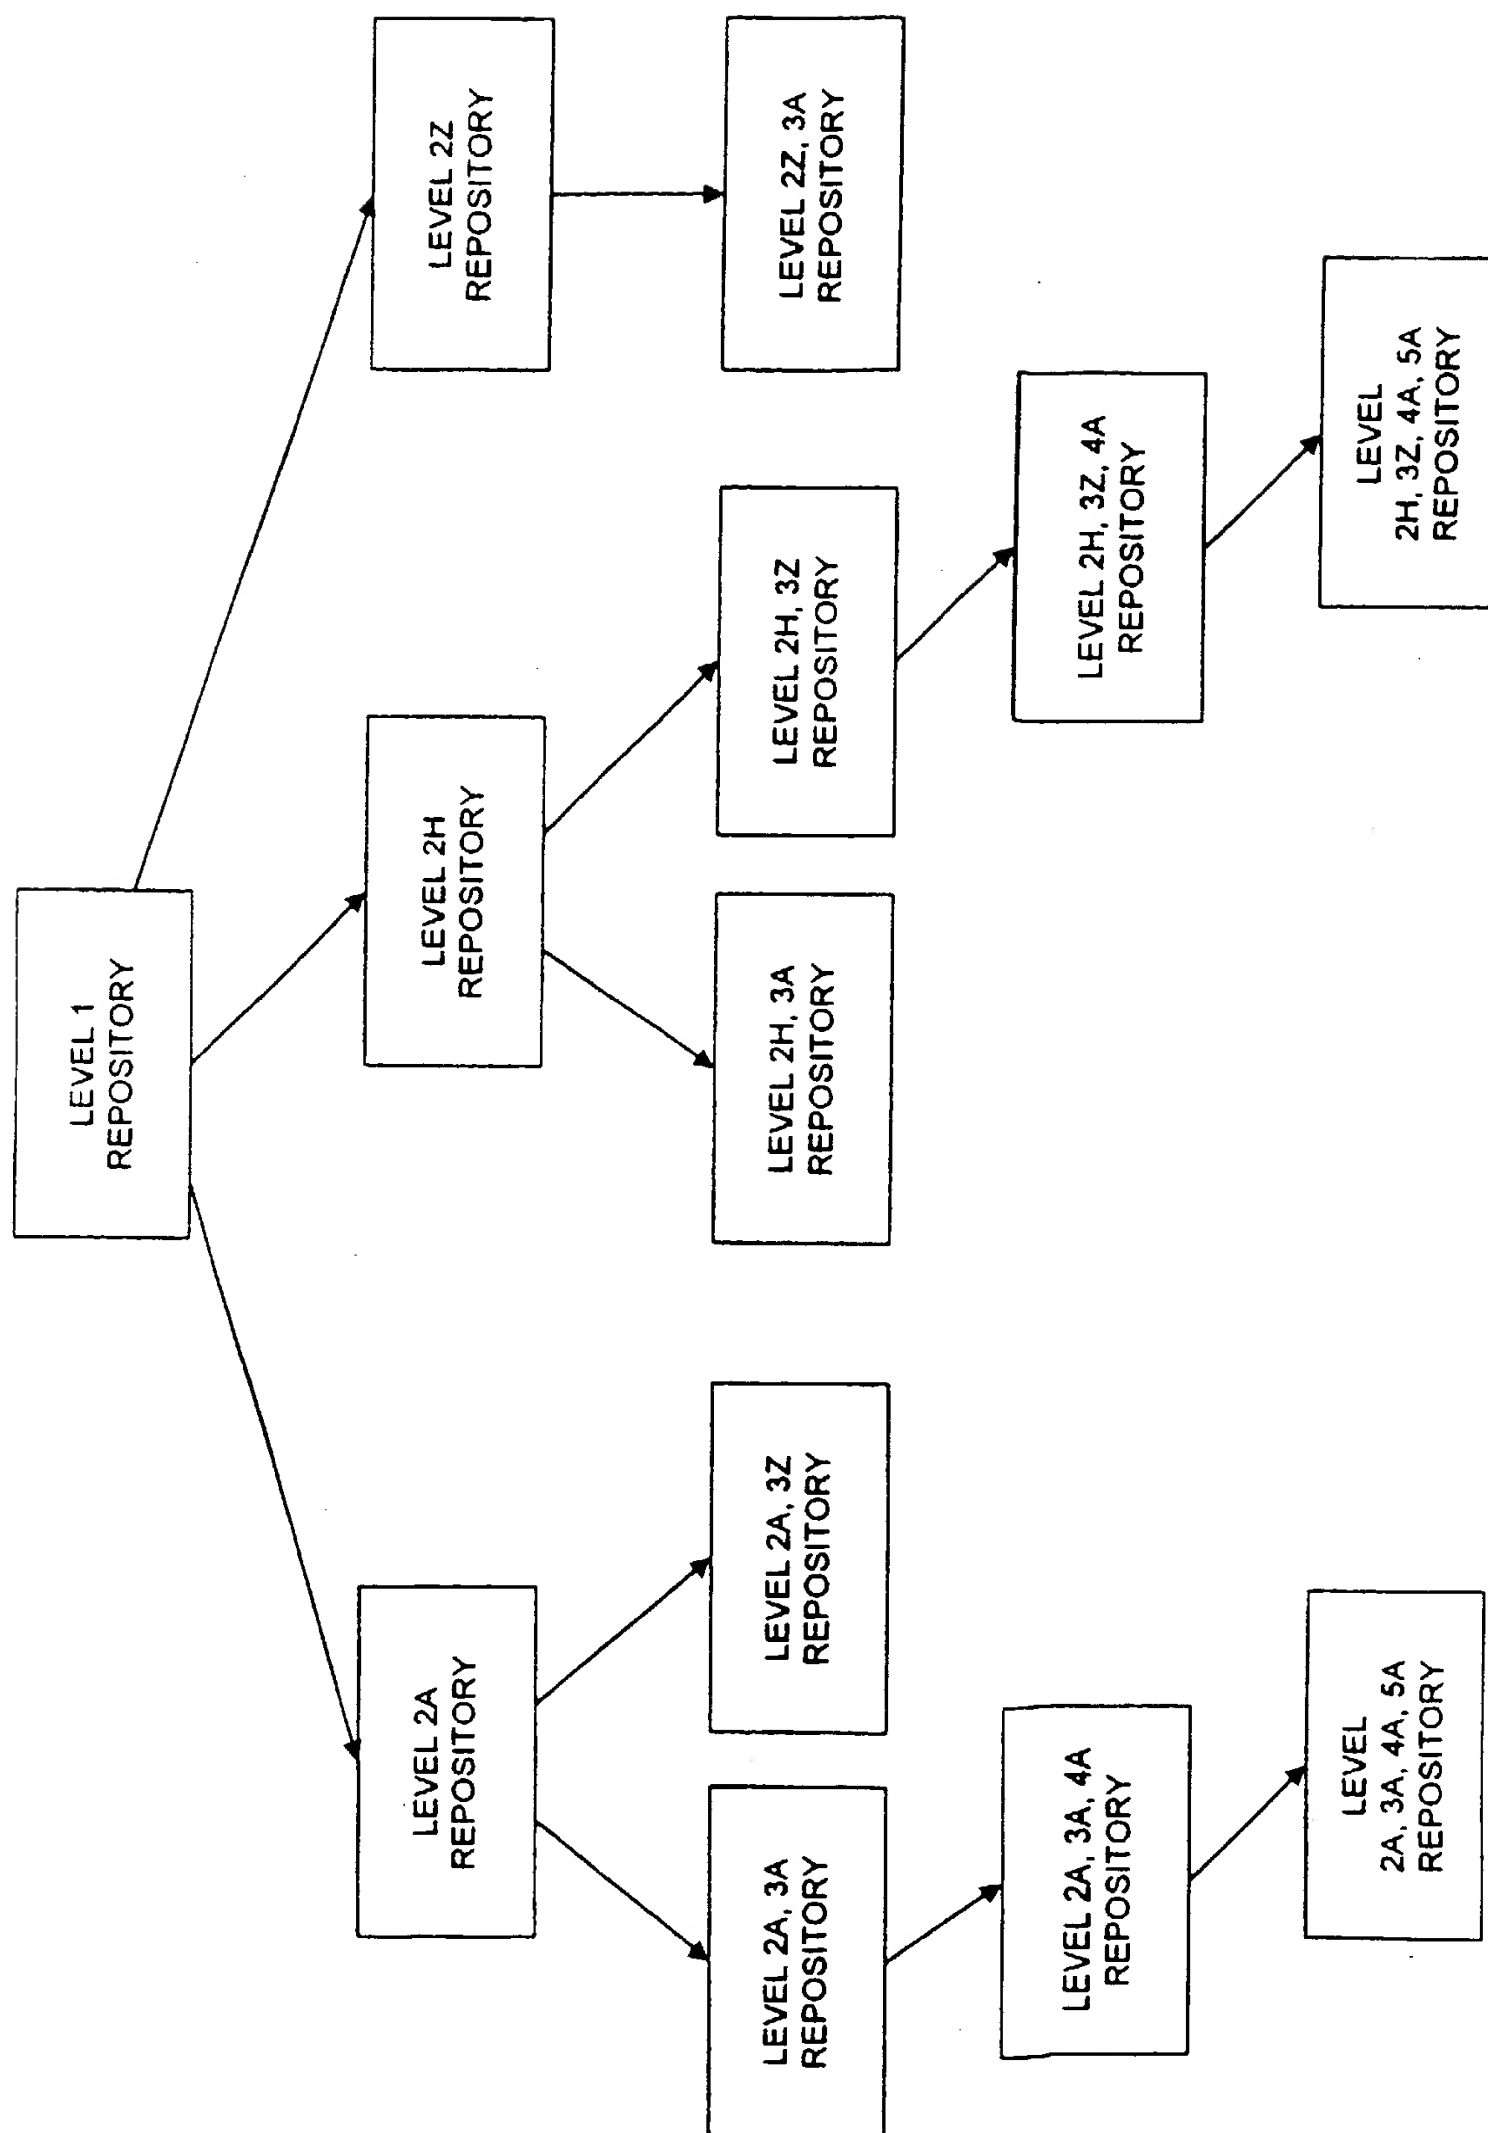 LEVEL 1
REPOSITORY
LEVEL 2A
REPOSITORY
LEVEL 2H
REPOSITORY
LEVEL 2Z
REPOSITORY
LEVEL 2A, 3A
REPOSITORY
LEVEL 2A, 3Z
REPOSITORY
LEVEL 2H, 3A
REPOSITORY
LEVEL 2H, 3Z
REPOSITORY
LEVEL 2Z, 3A
REPOSITORY
LEVEL 2A, 3A, 4A
REPOSITORY
LEVEL 2H, 3Z, 4A
REPOSITORY
LEVEL
2A, 3A, 4A, 5A
REPOSITORY
LEVEL
2H, 3Z, 4A, 5A
REPOSITORY